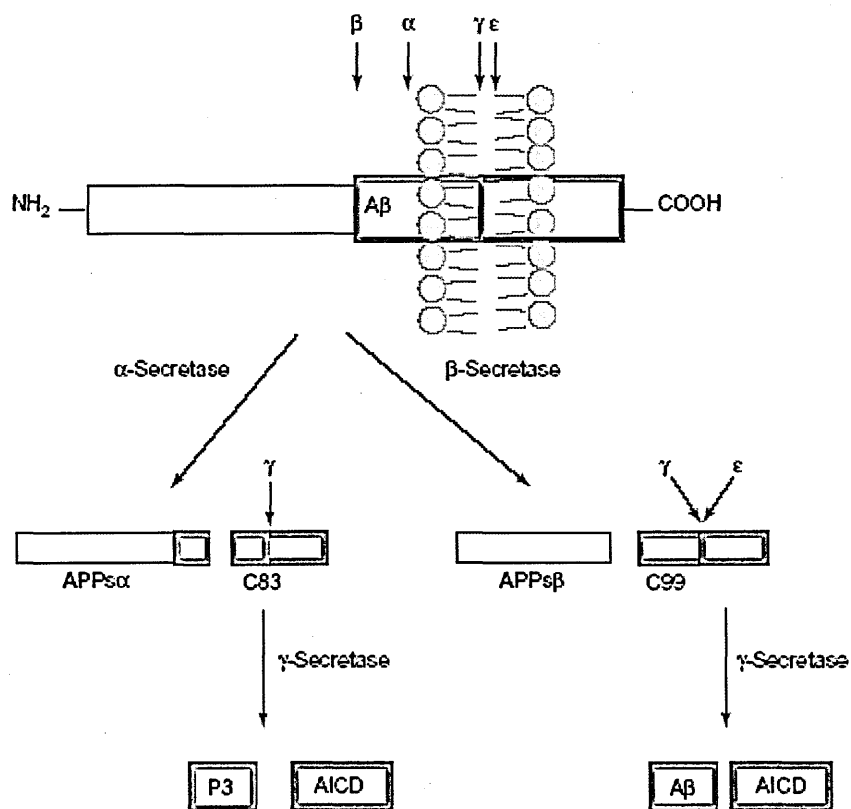 β α γ ε
NH₂ Aβ COOH
α-Secretase β-Secretase
γ γ ε
APPsα C83 APPsβ C99
γ-Secretase γ-Secretase
P3 AICD Aβ AICD